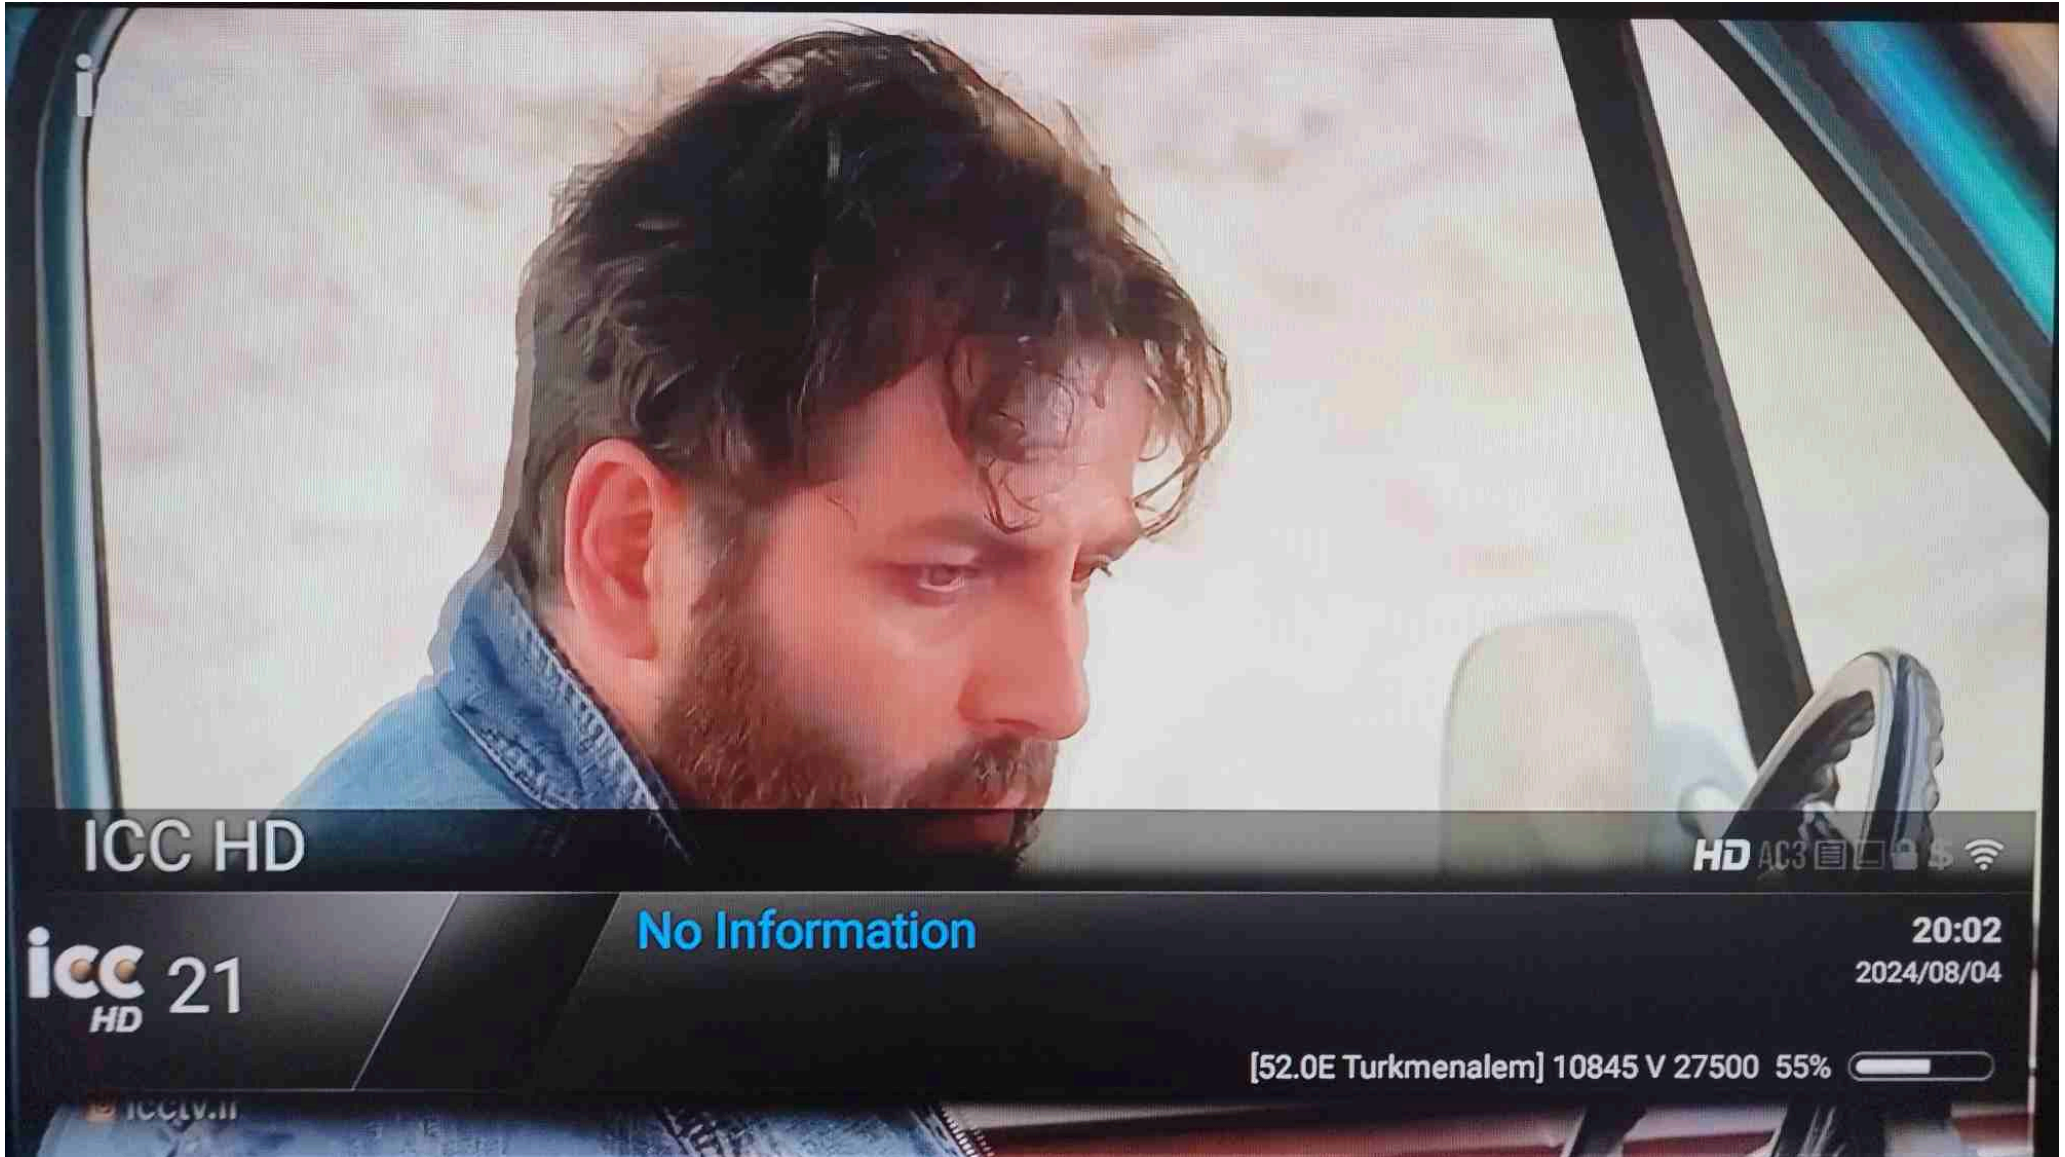 i
ICC HD
HD AC3 $
icc HD 21
No Information
20:02
2024/08/04
[52.0E Turkmenalem] 10845 V 27500 55%